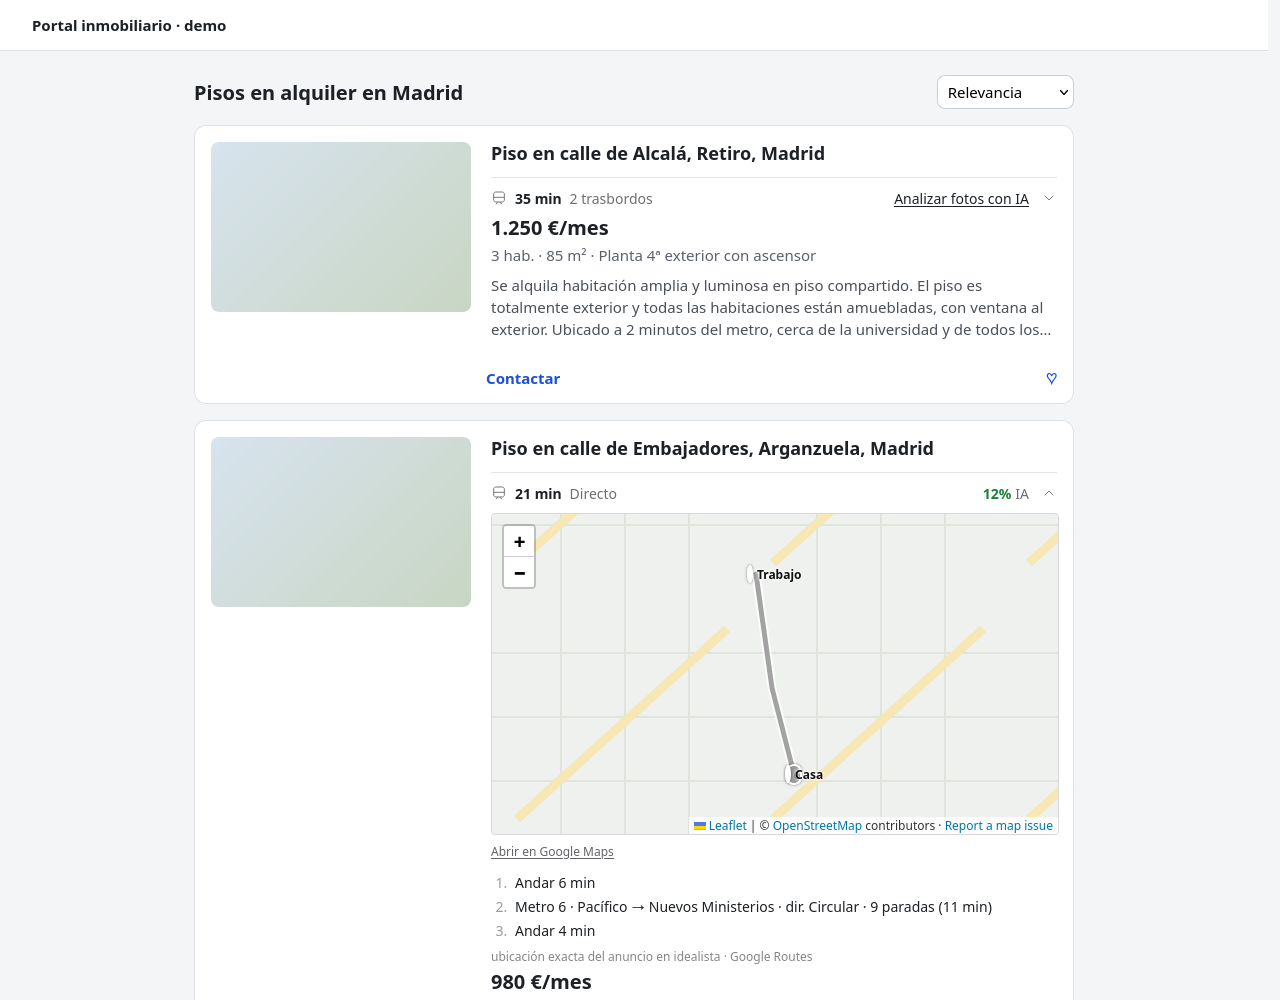 Portal inmobiliario · demo
Pisos en alquiler en Madrid
Relevancia
Piso en calle de Alcalá, Retiro, Madrid
35 min 2 trasbordos
Analizar fotos con IA
1.250 €/mes
3 hab. · 85 m² · Planta 4ª exterior con ascensor
Se alquila habitación amplia y luminosa en piso compartido. El piso es
totalmente exterior y todas las habitaciones están amuebladas, con ventana al
exterior. Ubicado a 2 minutos del metro, cerca de la universidad y de todos los…
Contactar ♡
Piso en calle de Embajadores, Arganzuela, Madrid
21 min Directo
12% IA
+
−
Trabajo
Casa
Leaflet | © OpenStreetMap contributors · Report a map issue
Abrir en Google Maps
1. Andar 6 min
2. Metro 6 · Pacífico → Nuevos Ministerios · dir. Circular · 9 paradas (11 min)
3. Andar 4 min
ubicación exacta del anuncio en idealista · Google Routes
980 €/mes